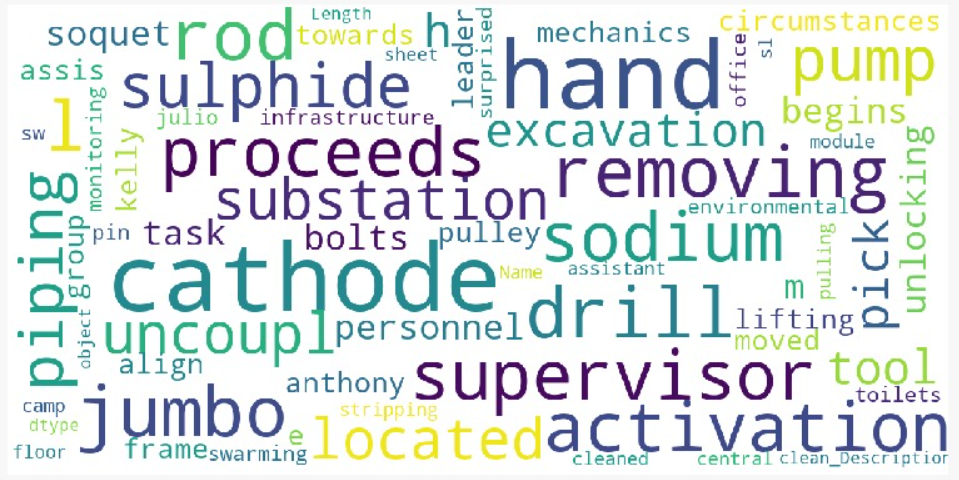 soquet
rod
Length
towards
sheet
h
leader
surprised
mechanics
office
sl
circumstances
pump
assis
sulphide
hand
begins
sw
l
monitoring
julio
infrastructure
kelly
proceeds
excavation
module
removing
unlocking
substation
environmental
piping
group
pin
task
bolts
pulley
sodium
pulling
pick
cathode
Name
assistant
m
object
uncoupl
personnel
drill
lifting
moved
align
anthony
supervisor
tool
toilets
camp
jumbo
stripping
dtype
e
located
activation
floor
frame
swarming
cleaned
central
clean_Description